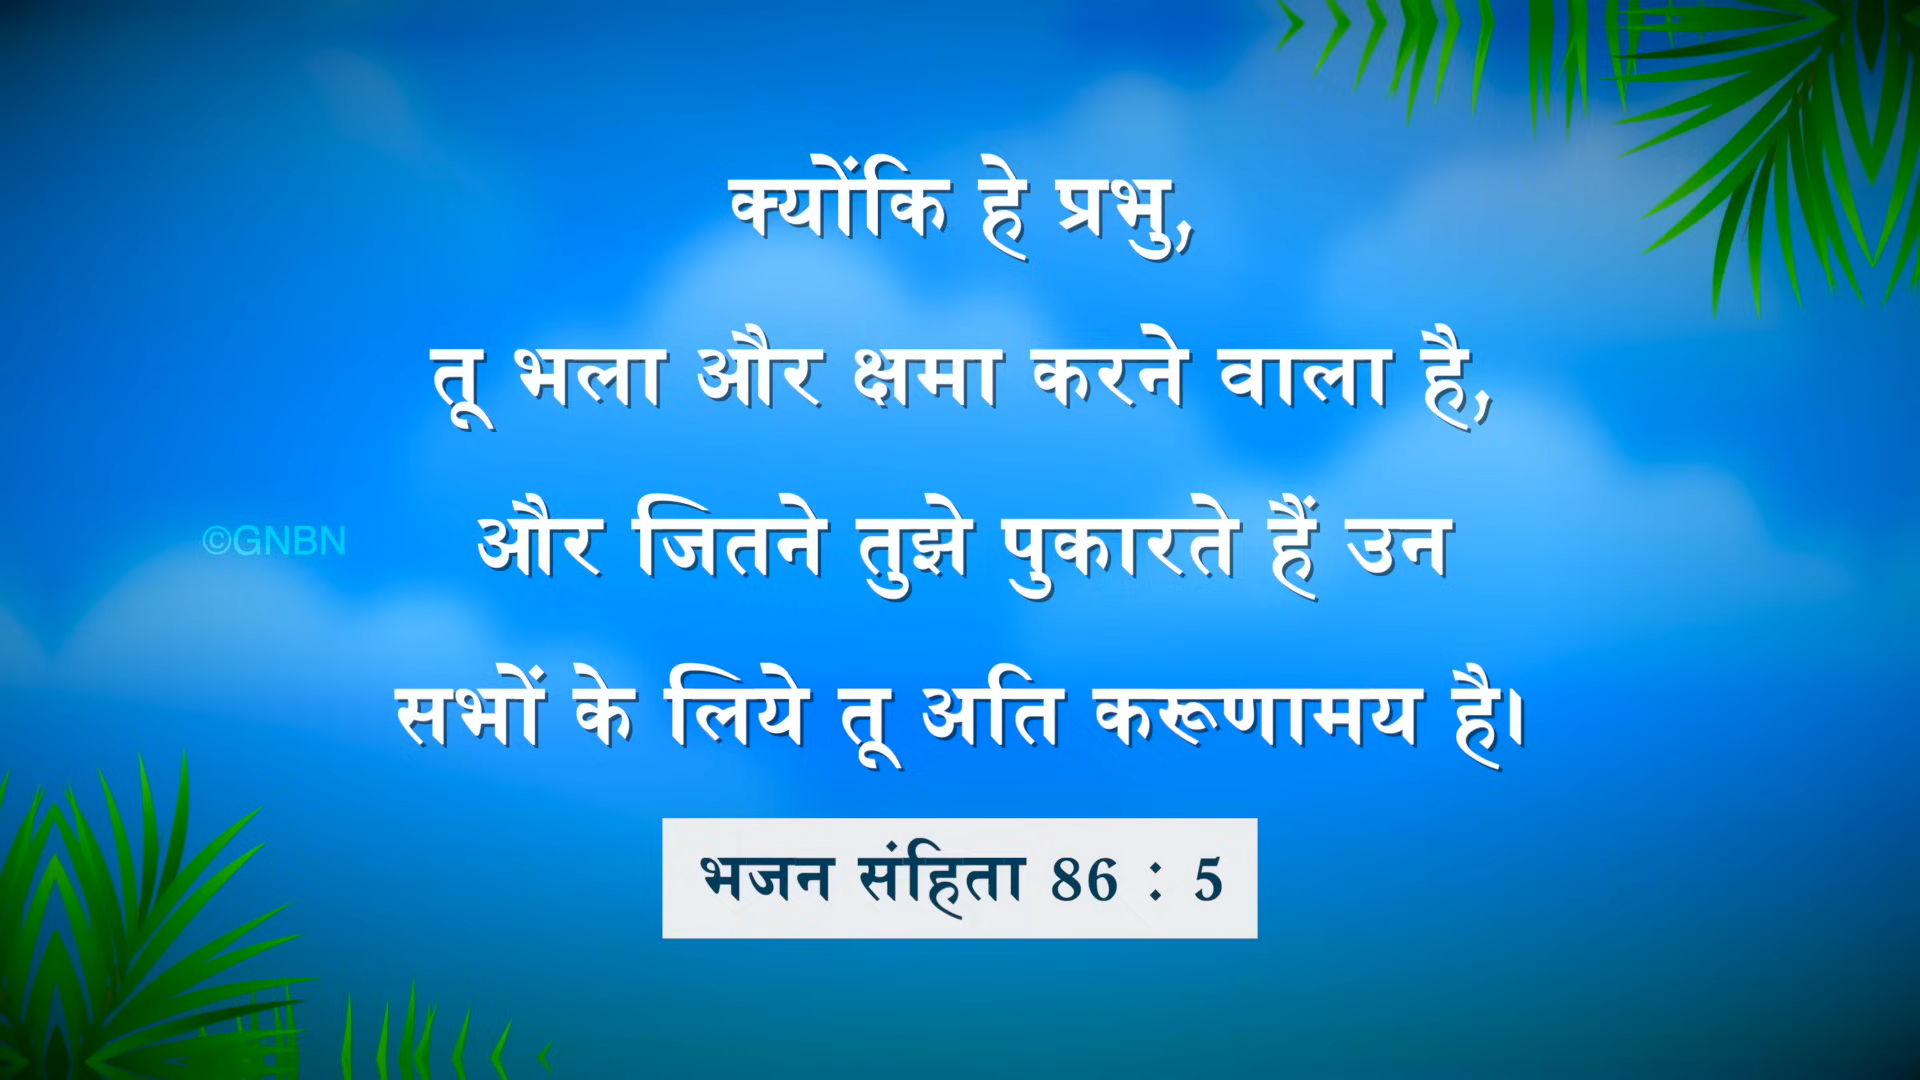 क्योंकि हे प्रभु,
तू भला और क्षमा करने वाला है,
और जितने तुझे पुकारते हैं उन
©GNBN
सभों के लिये तू अति करूणामय है।
भजन संहिता 86 : 5